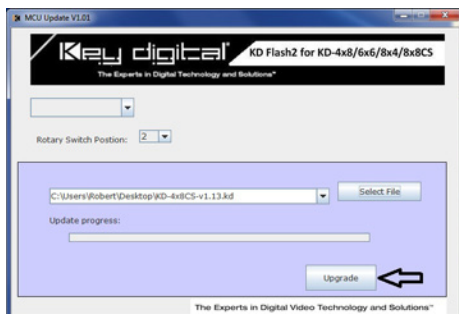 MCU Update V1.01
Key digital®
KD Flash2 for KD-4x8/6x6/8x4/8x8CS
The Experts in Digital Technology and Solutions™
Rotary Switch Postion: 2
C:\Users\Robert\Desktop\KD-4x8CS-v1.13.kd
Select File
Update progress:
Upgrade
The Experts in Digital Video Technology and Solutions™